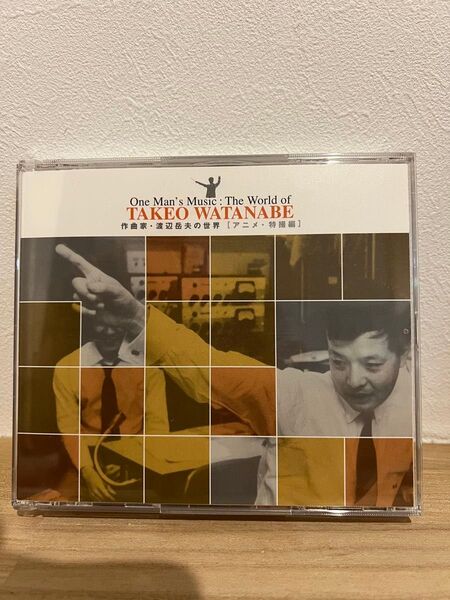 One Man's Music : The World of
TAKEO WATANABE
作曲家・渡辺岳夫の世界 [アニメ・特撮編]